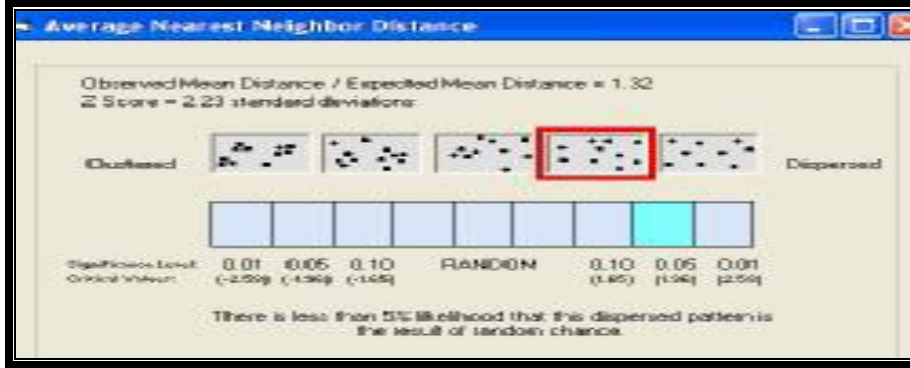 Average Nearest Neighbor Distance
Observed Mean Distance / Expected Mean Distance = 1.32
Z Score = 2.23 standard deviations
Clustered
Dispersed
Significance Level: 0.01 0.05 0.10 RANDOM 0.10 0.05 0.01
Critical Values: (-2.58) (-1.96) (-1.65) (1.65) (1.96) (2.58)
There is less than 5% likelihood that this dispersed pattern is
the result of random chance.